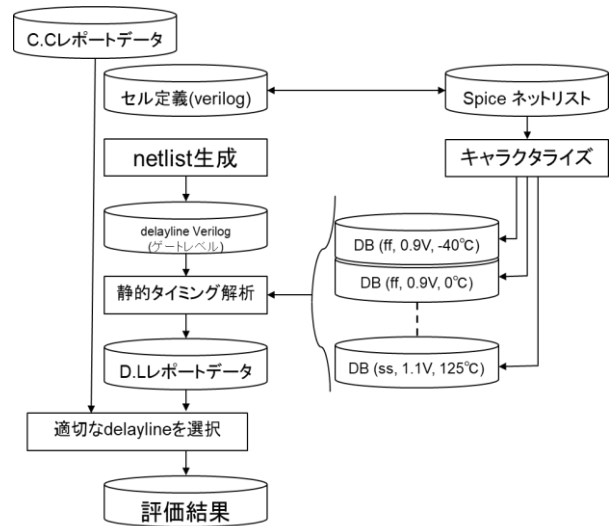 C.Cレポートデータ
セル定義(verilog)
Spice ネットリスト
netlist生成
キャラクタライズ
delayline Verilog
(ゲートレベル)
DB (ff, 0.9V, -40℃)
DB (ff, 0.9V, 0℃)
静的タイミング解析
D.Lレポートデータ
DB (ss, 1.1V, 125℃)
適切なdelaylineを選択
評価結果